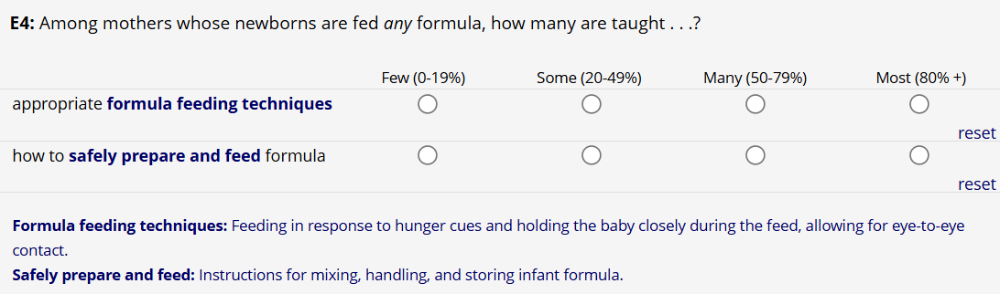 E4: Among mothers whose newborns are fed any formula, how many are taught . . .?
Few (0-19%) Some (20-49%) Many (50-79%) Most (80% +)
appropriate formula feeding techniques
reset
how to safely prepare and feed formula
reset
Formula feeding techniques: Feeding in response to hunger cues and holding the baby closely during the feed, allowing for eye-to-eye
contact.
Safely prepare and feed: Instructions for mixing, handling, and storing infant formula.